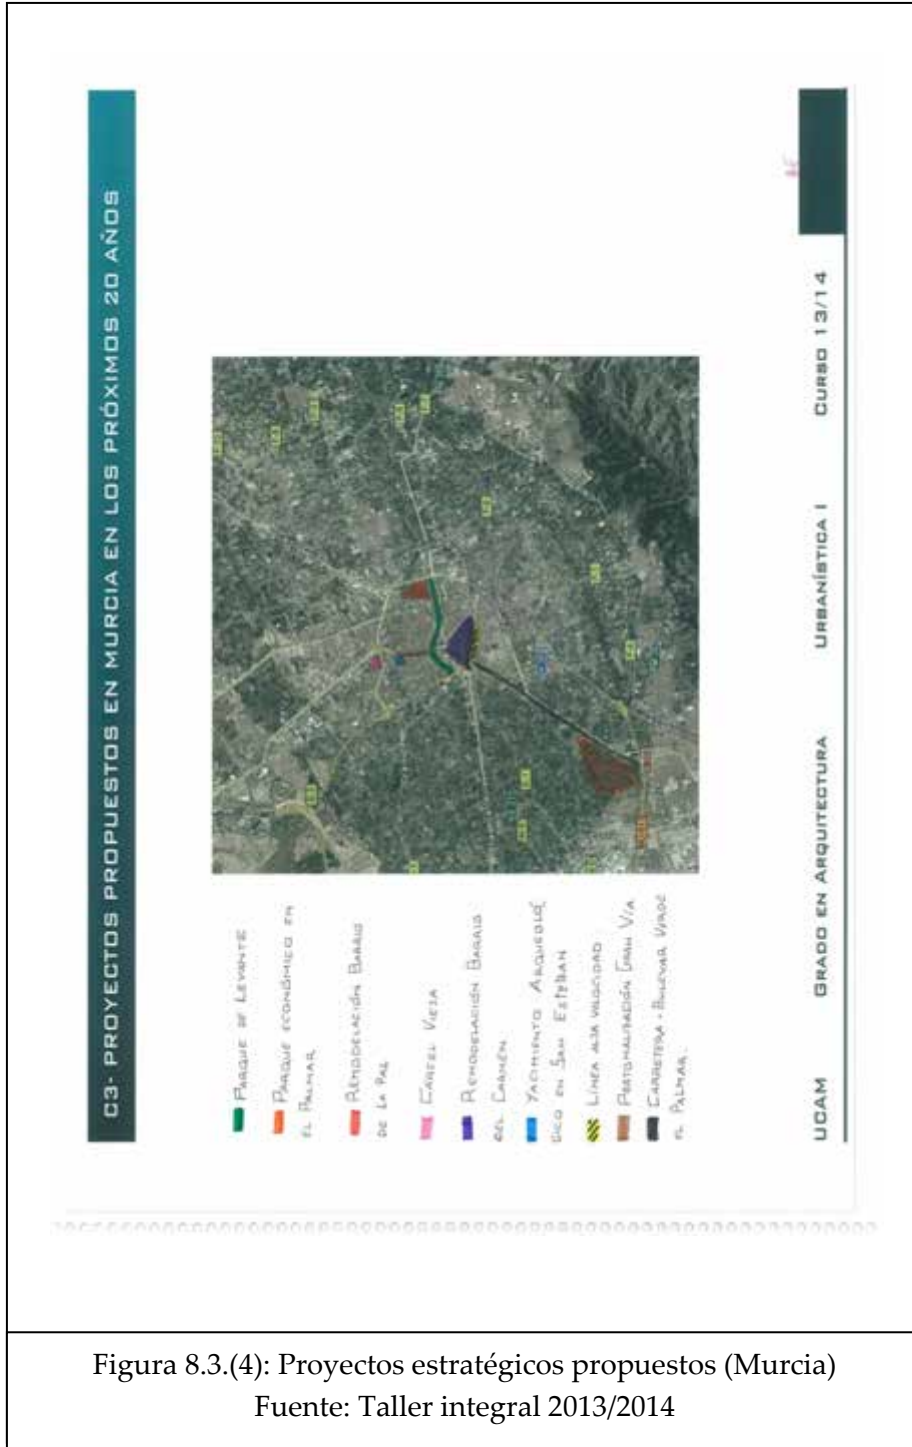 C3- PROYECTOS PROPUESTOS EN MURCIA EN LOS PRÓXIMOS 20 AÑOS
PARQUE DE LEVANTE
PARQUE ECONÓMICO EN
EL PALMAR
REMODELACIÓN BARRIO
DE LA PAZ
CÁRCEL VIEJA
REMODELACIÓN BARRIO
DEL CARMEN
YACIMIENTO ARQUEOLÓ
GICO EN SAN ESTEBAN
LÍNEA ALTA VELOCIDAD
PEATONALIZACIÓN GRAN VÍA
CARRETERA - BULEVAR VERDE
EL PALMAR.
UCAM GRADO EN ARQUITECTURA URBANÍSTICA I CURSO 13/14
Figura 8.3.(4): Proyectos estratégicos propuestos (Murcia)
Fuente: Taller integral 2013/2014